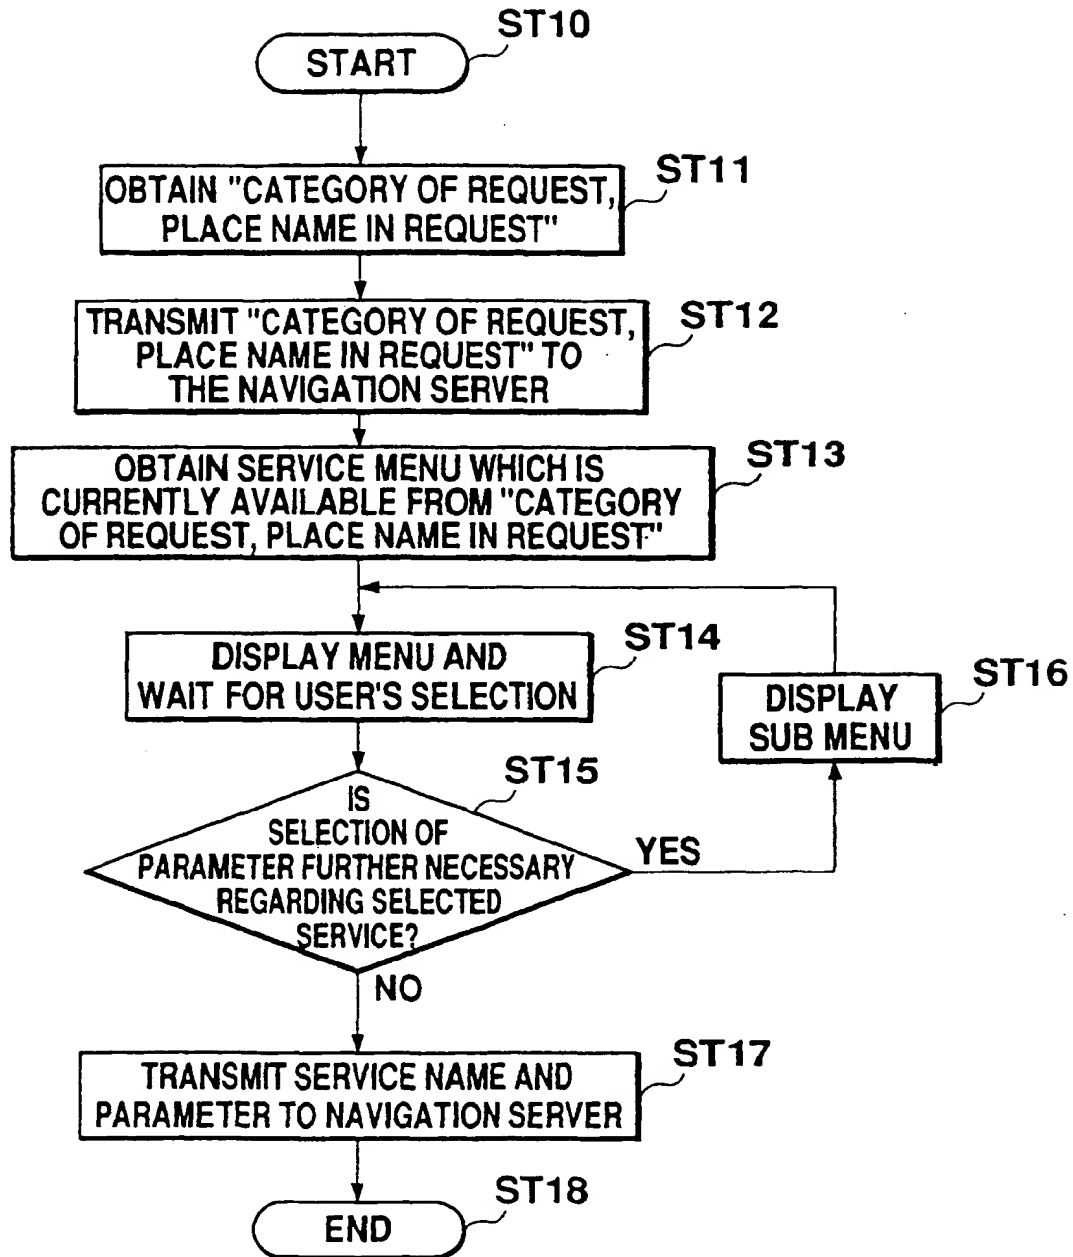 ST10
START
ST11
OBTAIN "CATEGORY OF REQUEST,
PLACE NAME IN REQUEST"
ST12
TRANSMIT "CATEGORY OF REQUEST,
PLACE NAME IN REQUEST" TO
THE NAVIGATION SERVER
ST13
OBTAIN SERVICE MENU WHICH IS
CURRENTLY AVAILABLE FROM "CATEGORY
OF REQUEST, PLACE NAME IN REQUEST"
ST14
DISPLAY MENU AND
WAIT FOR USER'S SELECTION
ST16
DISPLAY
SUB MENU
ST15
IS
SELECTION OF
PARAMETER FURTHER NECESSARY
REGARDING SELECTED
SERVICE?
YES
NO
ST17
TRANSMIT SERVICE NAME AND
PARAMETER TO NAVIGATION SERVER
ST18
END